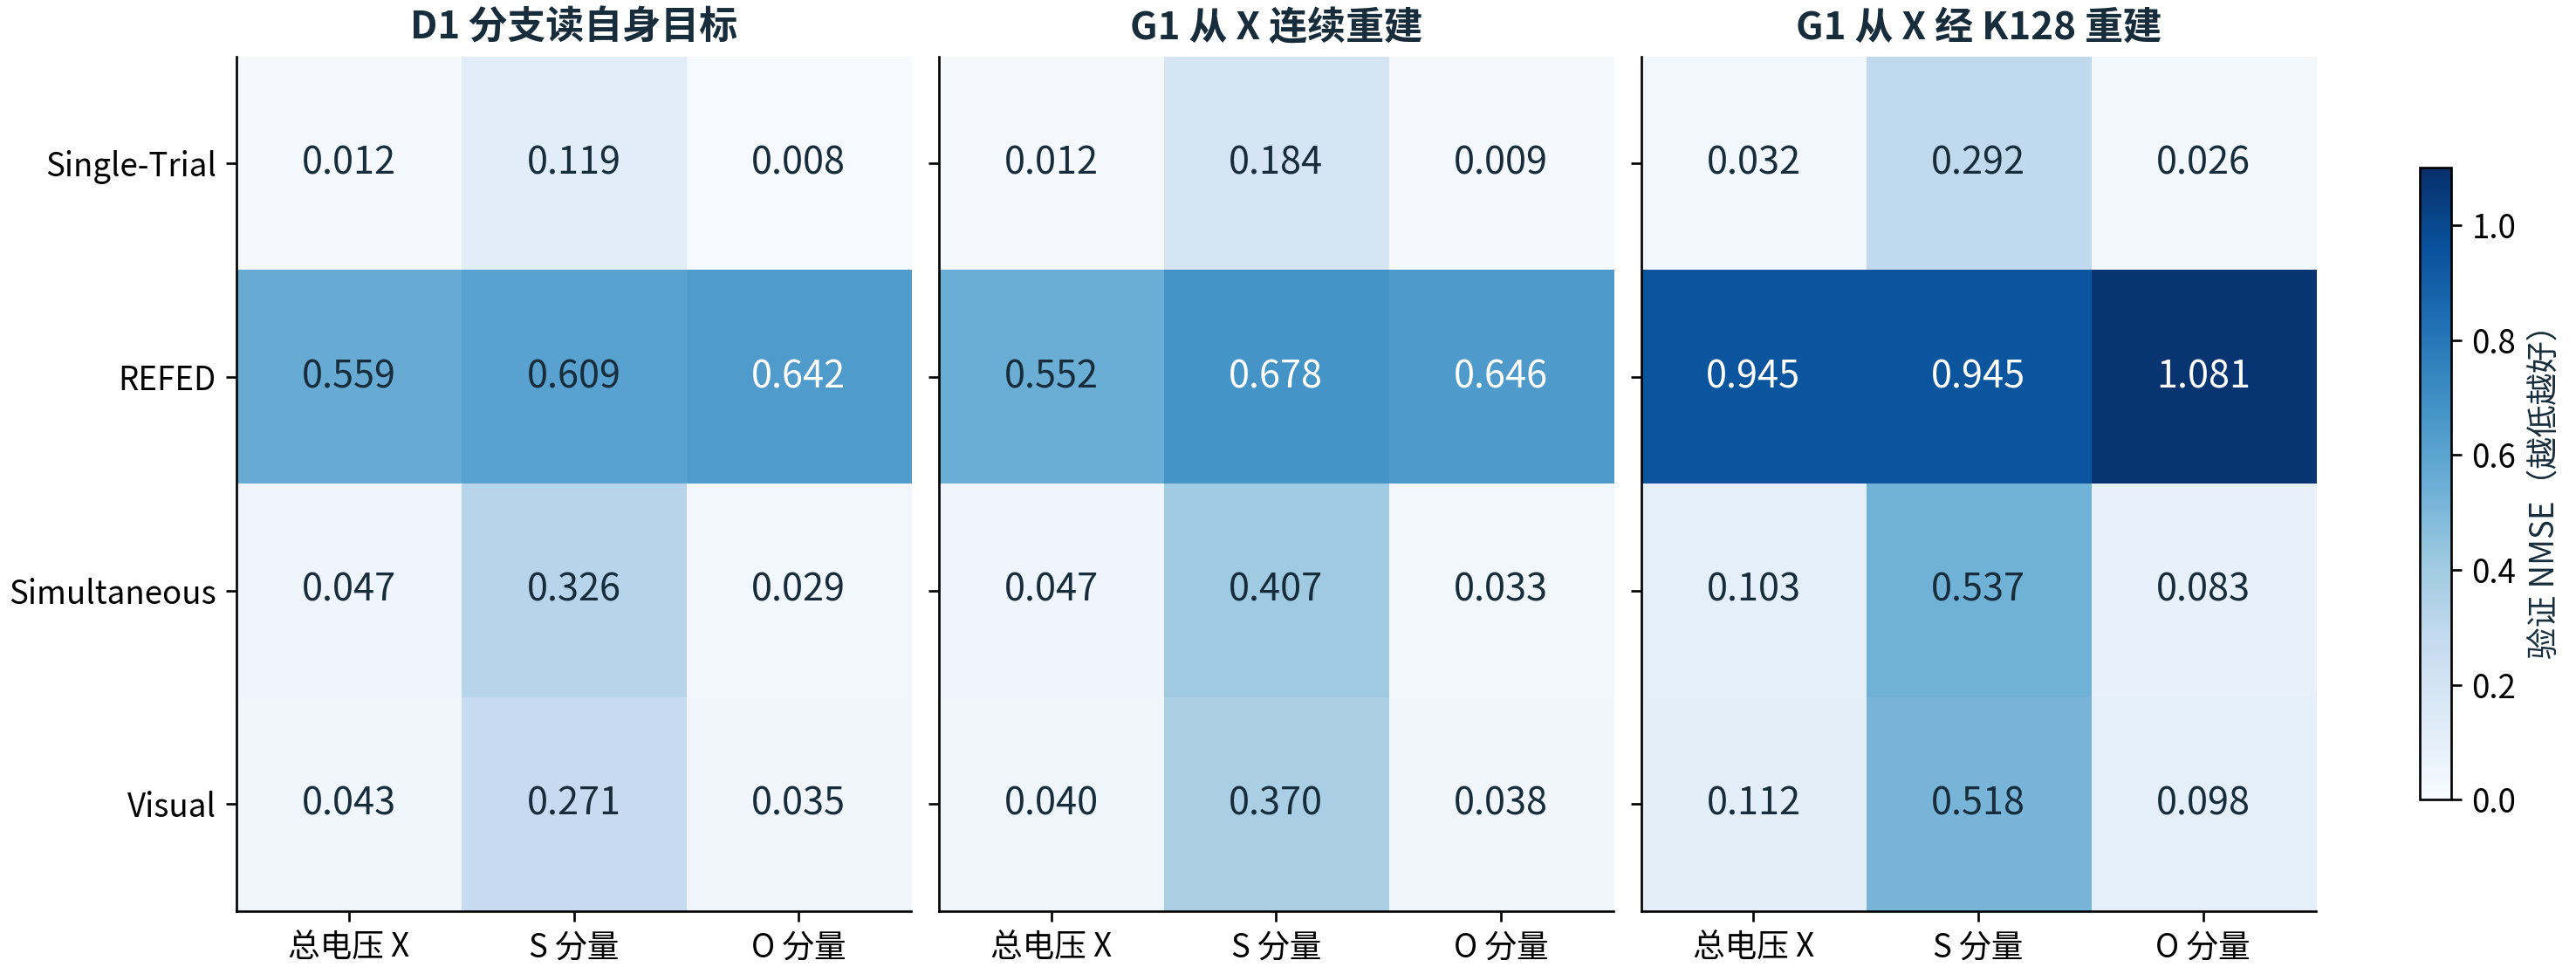 D1 分支读自身目标
G1 从 X 连续重建
G1 从 X 经 K128 重建
Single-Trial
0.012
0.119
0.008
0.012
0.184
0.009
0.032
0.292
0.026
REFED
0.559
0.609
0.642
0.552
0.678
0.646
0.945
0.945
1.081
Simultaneous
0.047
0.326
0.029
0.047
0.407
0.033
0.103
0.537
0.083
Visual
0.043
0.271
0.035
0.040
0.370
0.038
0.112
0.518
0.098
总电压 X
S 分量
O 分量
总电压 X
S 分量
O 分量
总电压 X
S 分量
O 分量
1.0
0.8
0.6
0.4
0.2
0.0
验证 NMSE（越低越好）